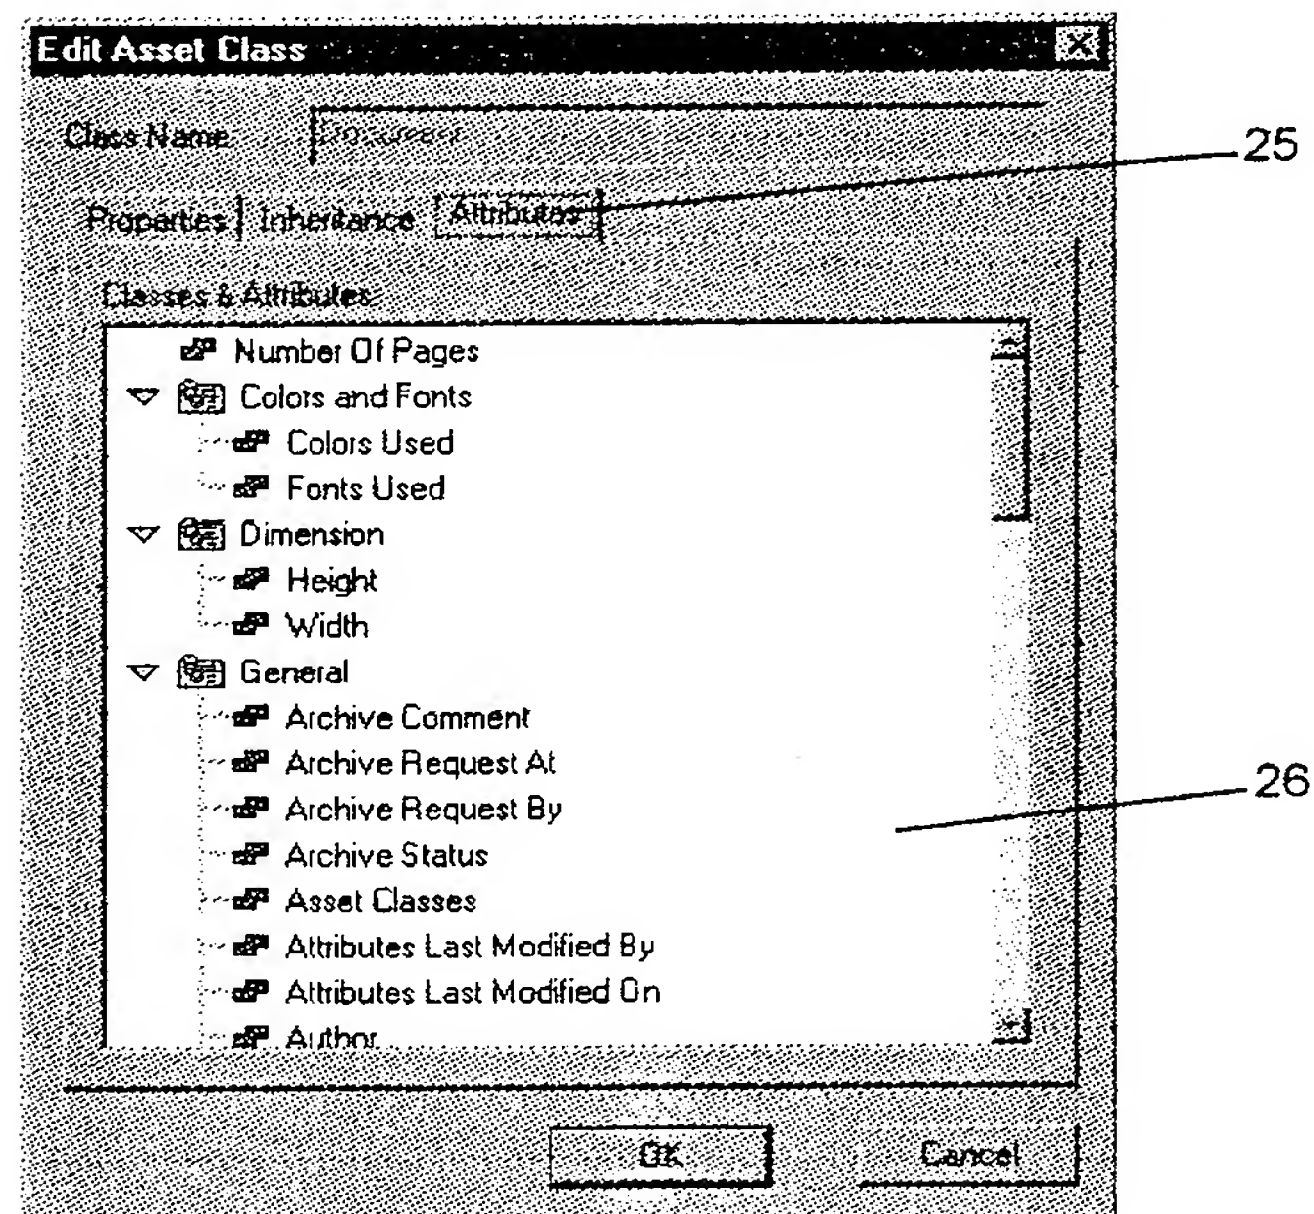 Edit Asset Class
Class Name Document
25
Properties Inheritance Attributes
Classes & Attributes
Number Of Pages
Colors and Fonts
Colors Used
Fonts Used
Dimension
Height
Width
General
Archive Comment
Archive Request At
26
Archive Request By
Archive Status
Asset Classes
Attributes Last Modified By
Attributes Last Modified On
Author
OK Cancel